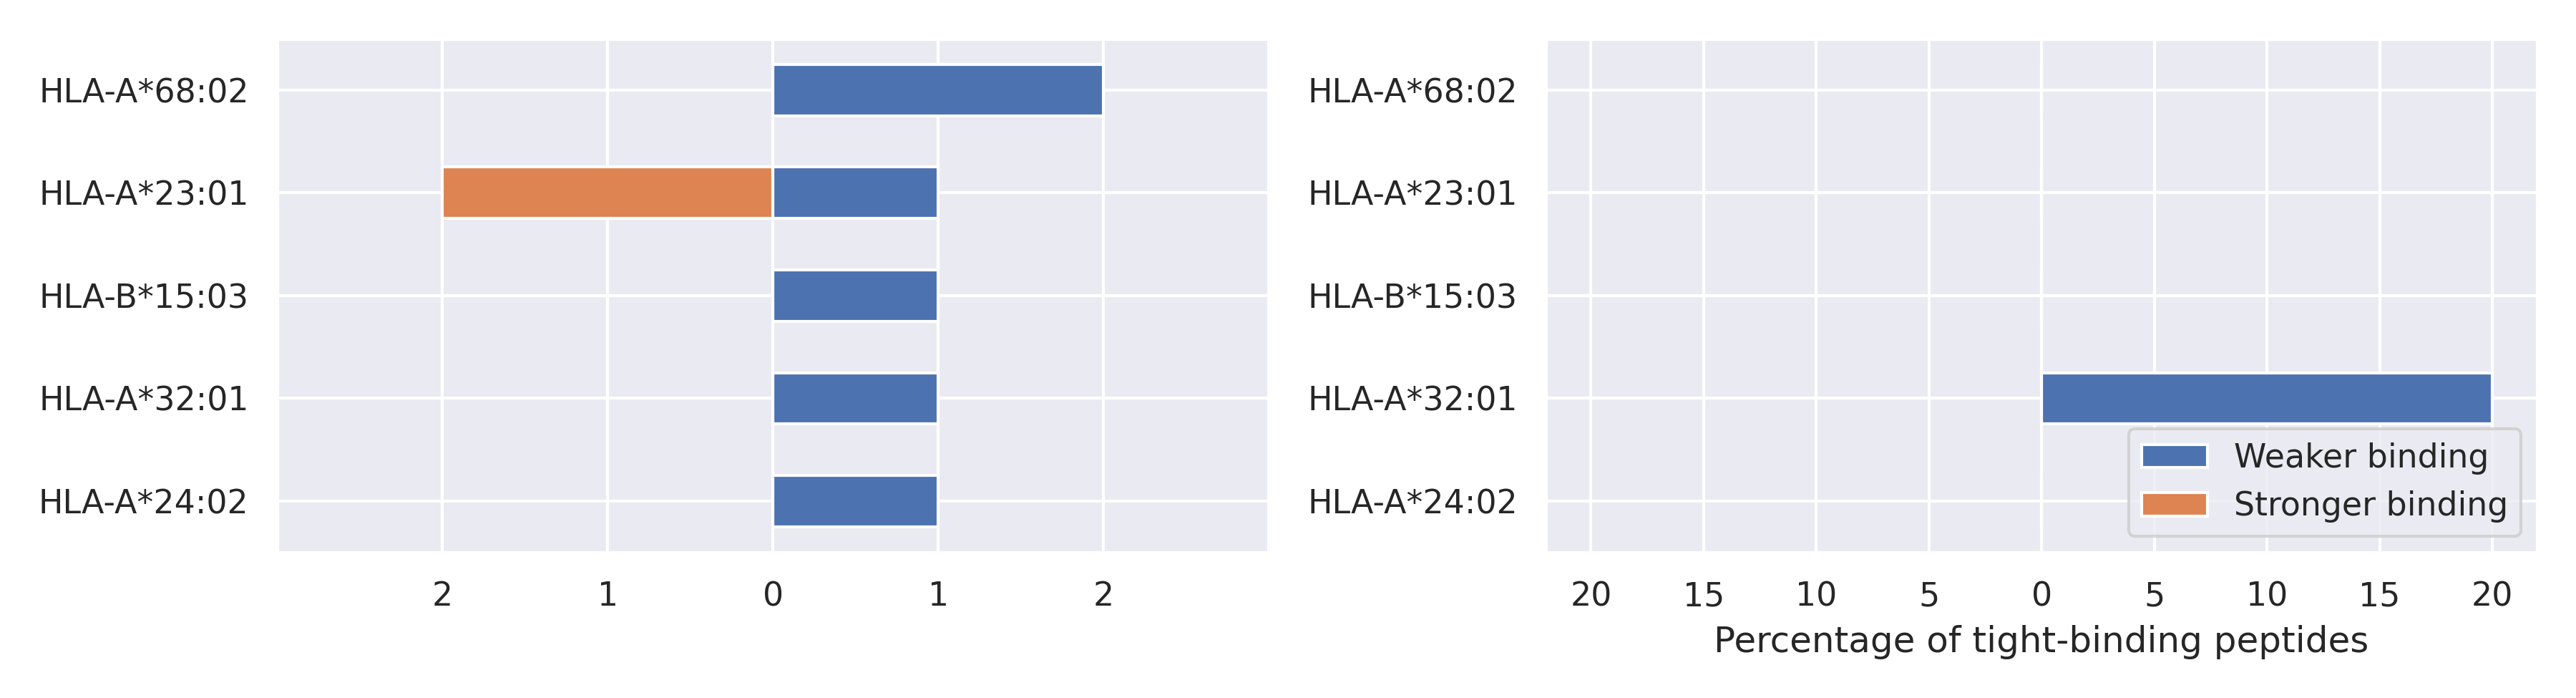 HLA-A*68:02
HLA-A*23:01
HLA-B*15:03
HLA-A*32:01
HLA-A*24:02
2 1 0 1 2
HLA-A*68:02
HLA-A*23:01
HLA-B*15:03
HLA-A*32:01
HLA-A*24:02
Weaker binding
Stronger binding
20 15 10 5 0 5 10 15 20
Percentage of tight-binding peptides